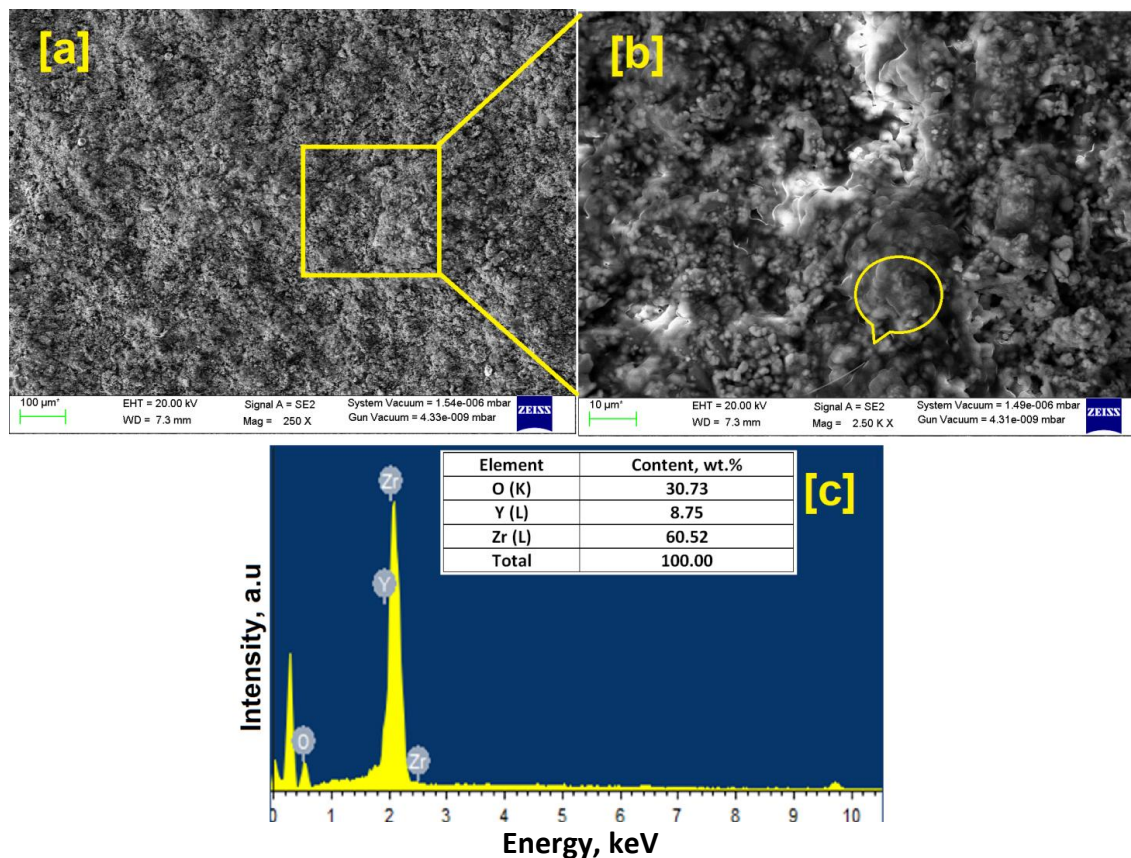 [a]
[b]
100 µm*
EHT = 20.00 kV
Signal A = SE2
System Vacuum = 1.54e-006 mbar
WD = 7.3 mm
Mag = 250 X
Gun Vacuum = 4.33e-009 mbar
ZEISS
10 µm*
EHT = 20.00 kV
Signal A = SE2
System Vacuum = 1.49e-006 mbar
WD = 7.3 mm
Mag = 2.50 K X
Gun Vacuum = 4.31e-009 mbar
ZEISS
[c]
Element Content, wt.%
O (K) 30.73
Y (L) 8.75
Zr (L) 60.52
Total 100.00
Zr
Y
O
Zr
Intensity, a.u
0 1 2 3 4 5 6 7 8 9 10
Energy, keV